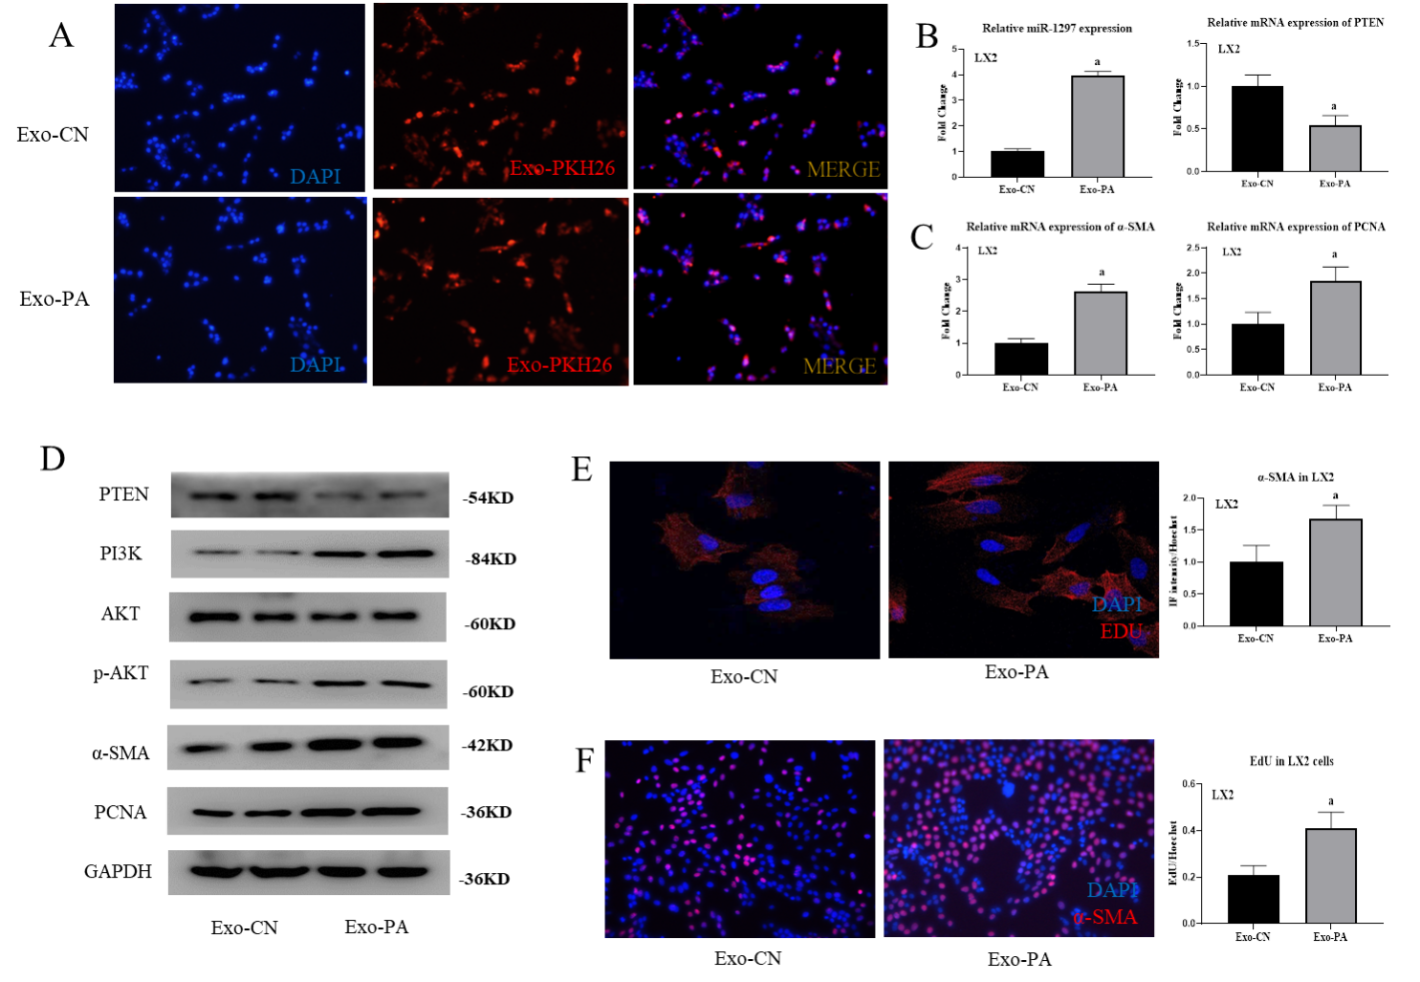 A
Exo-CN
DAPI
Exo-PKH26
MERGE
Exo-PA
DAPI
Exo-PKH26
MERGE
B
Relative miR-1297 expression
LX2
a
Fold Change
5
4
3
2
1
0
Exo-CN
Exo-PA
Relative mRNA expression of PTEN
LX2
a
Fold Change
1.5
1.0
0.5
0.0
Exo-CN
Exo-PA
C
Relative mRNA expression of α-SMA
LX2
a
Fold Change
4
3
2
1
0
Exo-CN
Exo-PA
Relative mRNA expression of PCNA
LX2
a
Fold Change
2.5
2.0
1.5
1.0
0.5
0.0
Exo-CN
Exo-PA
D
PTEN
-54KD
PI3K
-84KD
AKT
-60KD
p-AKT
-60KD
α-SMA
-42KD
PCNA
-36KD
GAPDH
-36KD
Exo-CN
Exo-PA
E
DAPI
EDU
Exo-CN
Exo-PA
α-SMA in LX2
LX2
a
IF intensity/Hoechst
2.0
1.5
1.0
0.5
0.0
Exo-CN
Exo-PA
F
DAPI
α-SMA
Exo-CN
Exo-PA
EdU in LX2 cells
LX2
a
EdU/Hoechst
0.6
0.4
0.2
0.0
Exo-CN
Exo-PA